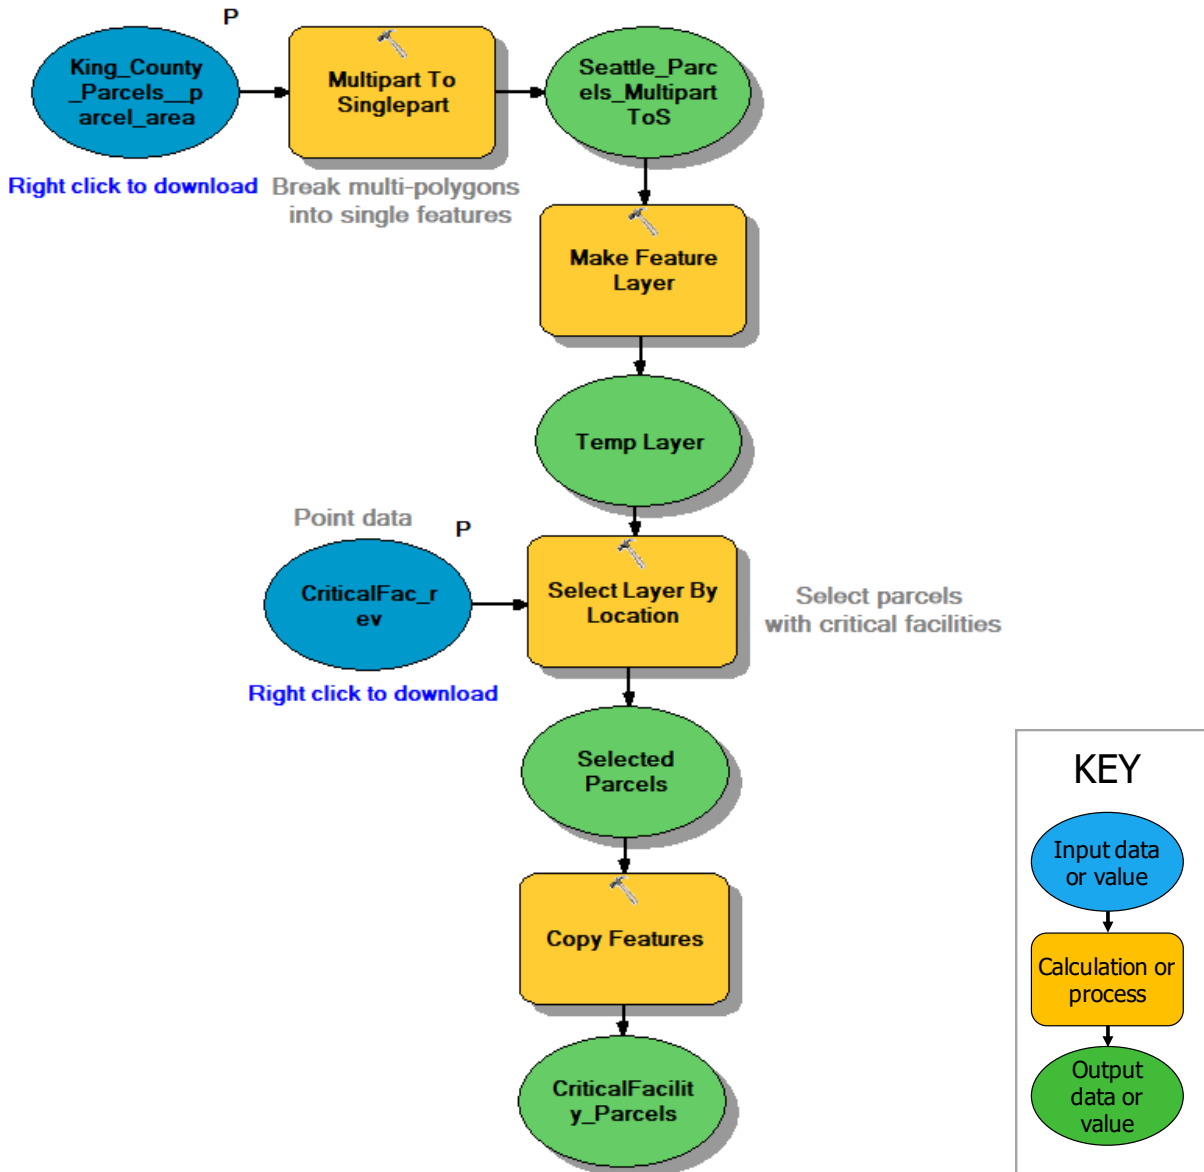 P
King_County
_Parcels__p
arcel_area
Multipart To
Singlepart
Seattle_Parc
els_Multipart
ToS
Right click to download
Break multi-polygons
into single features
Make Feature
Layer
Temp Layer
Point data
P
CriticalFac_r
ev
Select Layer By
Location
Select parcels
with critical facilities
Right click to download
Selected
Parcels
Copy Features
CriticalFacilit
y_Parcels
KEY
Input data
or value
Calculation or
process
Output
data or
value